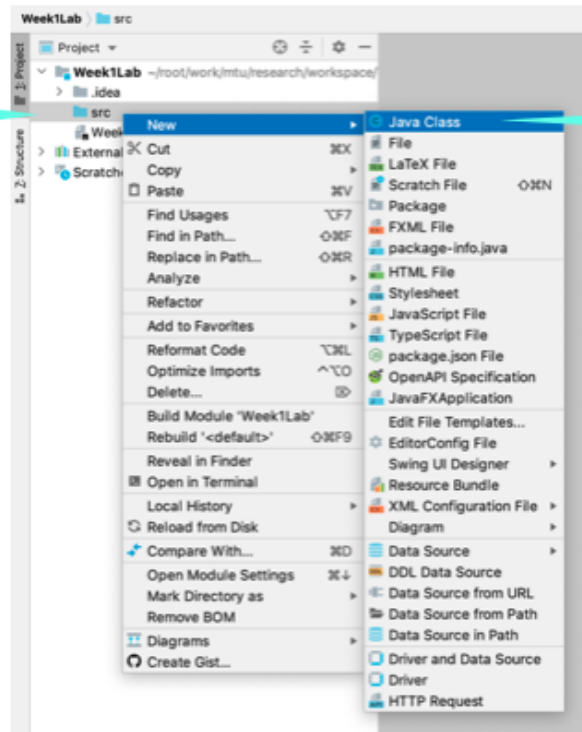 Week1Lab src
Project
1: Project
2: Structure
Week1Lab ~/root/work/mtu/research/workspace/
.idea
src
Week
External
Scratch
New
Cut ⌘X
Copy
Paste ⌘V
Find Usages ⌥F7
Find in Path... ⇧⌘F
Replace in Path... ⇧⌘R
Analyze
Refactor
Add to Favorites
Reformat Code ⌥⌘L
Optimize Imports ^⌥O
Delete... ⌦
Build Module 'Week1Lab'
Rebuild '<default>' ⇧⌘F9
Reveal in Finder
Open in Terminal
Local History
Reload from Disk
Compare With... ⌘D
Open Module Settings ⌘↓
Mark Directory as
Remove BOM
Diagrams
Create Gist...
Java Class
File
LaTeX File
Scratch File ⇧⌘N
Package
FXML File
package-info.java
HTML File
Stylesheet
JavaScript File
TypeScript File
package.json File
OpenAPI Specification
JavaFXApplication
Edit File Templates...
EditorConfig File
Swing UI Designer
Resource Bundle
XML Configuration File
Diagram
Data Source
DDL Data Source
Data Source from URL
Data Source from Path
Data Source in Path
Driver and Data Source
Driver
HTTP Request